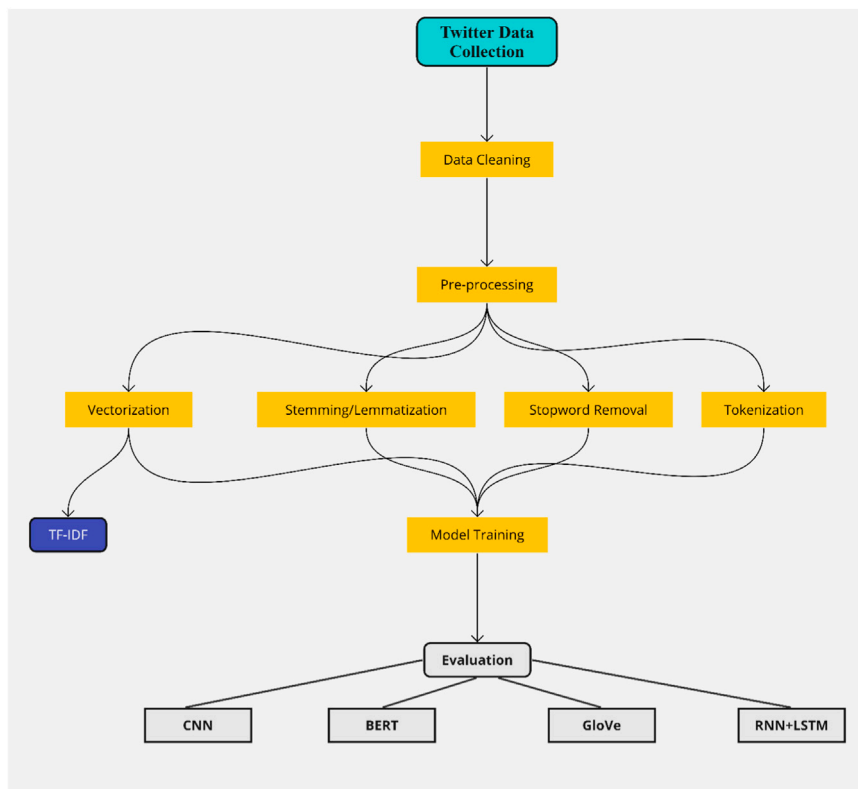 Twitter Data
Collection
Data Cleaning
Pre-processing
Vectorization
Stemming/Lemmatization
Stopword Removal
Tokenization
TF-IDF
Model Training
Evaluation
CNN
BERT
GloVe
RNN+LSTM